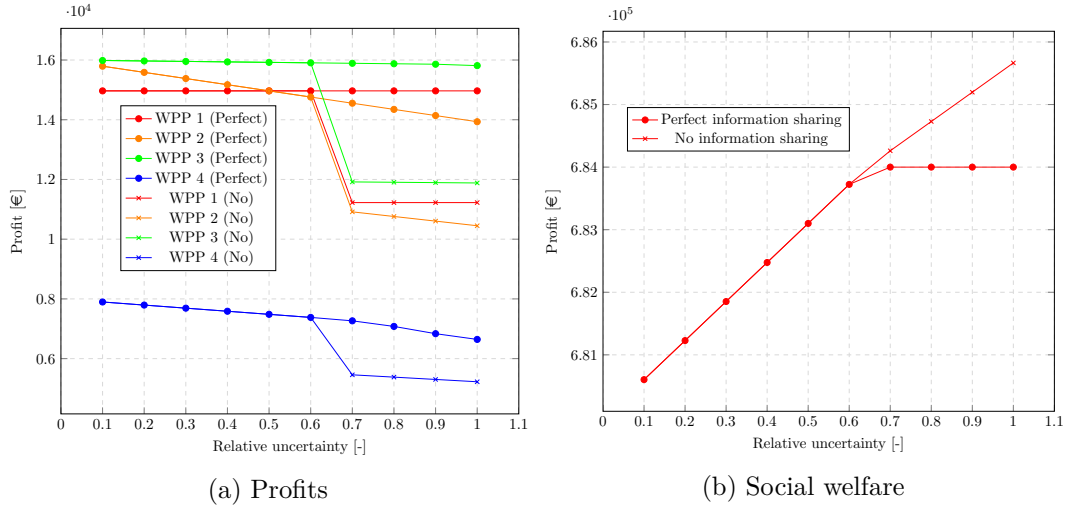 ·10⁴
1.6
1.4
1.2
1
0.8
0.6
Profit [€]
WPP 1 (Perfect)
WPP 2 (Perfect)
WPP 3 (Perfect)
WPP 4 (Perfect)
WPP 1 (No)
WPP 2 (No)
WPP 3 (No)
WPP 4 (No)
0 0.1 0.2 0.3 0.4 0.5 0.6 0.7 0.8 0.9 1 1.1
Relative uncertainty [-]
(a) Profits
·10⁵
6.86
6.85
6.84
6.83
6.82
6.81
Profit [€]
Perfect information sharing
No information sharing
0 0.1 0.2 0.3 0.4 0.5 0.6 0.7 0.8 0.9 1 1.1
Relative uncertainty [-]
(b) Social welfare